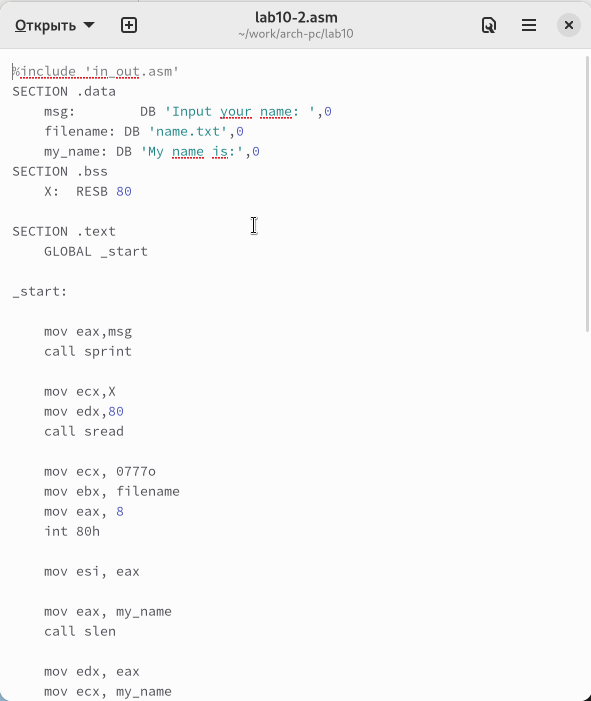 Открыть
lab10-2.asm
~/work/arch-pc/lab10
%include 'in_out.asm'
SECTION .data
    msg:        DB 'Input your name: ',0
    filename: DB 'name.txt',0
    my_name: DB 'My name is:',0
SECTION .bss
    X:  RESB 80
SECTION .text
    GLOBAL _start
_start:
    mov eax,msg
    call sprint
    mov ecx,X
    mov edx,80
    call sread
    mov ecx, 0777o
    mov ebx, filename
    mov eax, 8
    int 80h
    mov esi, eax
    mov eax, my_name
    call slen
    mov edx, eax
    mov ecx, my_name